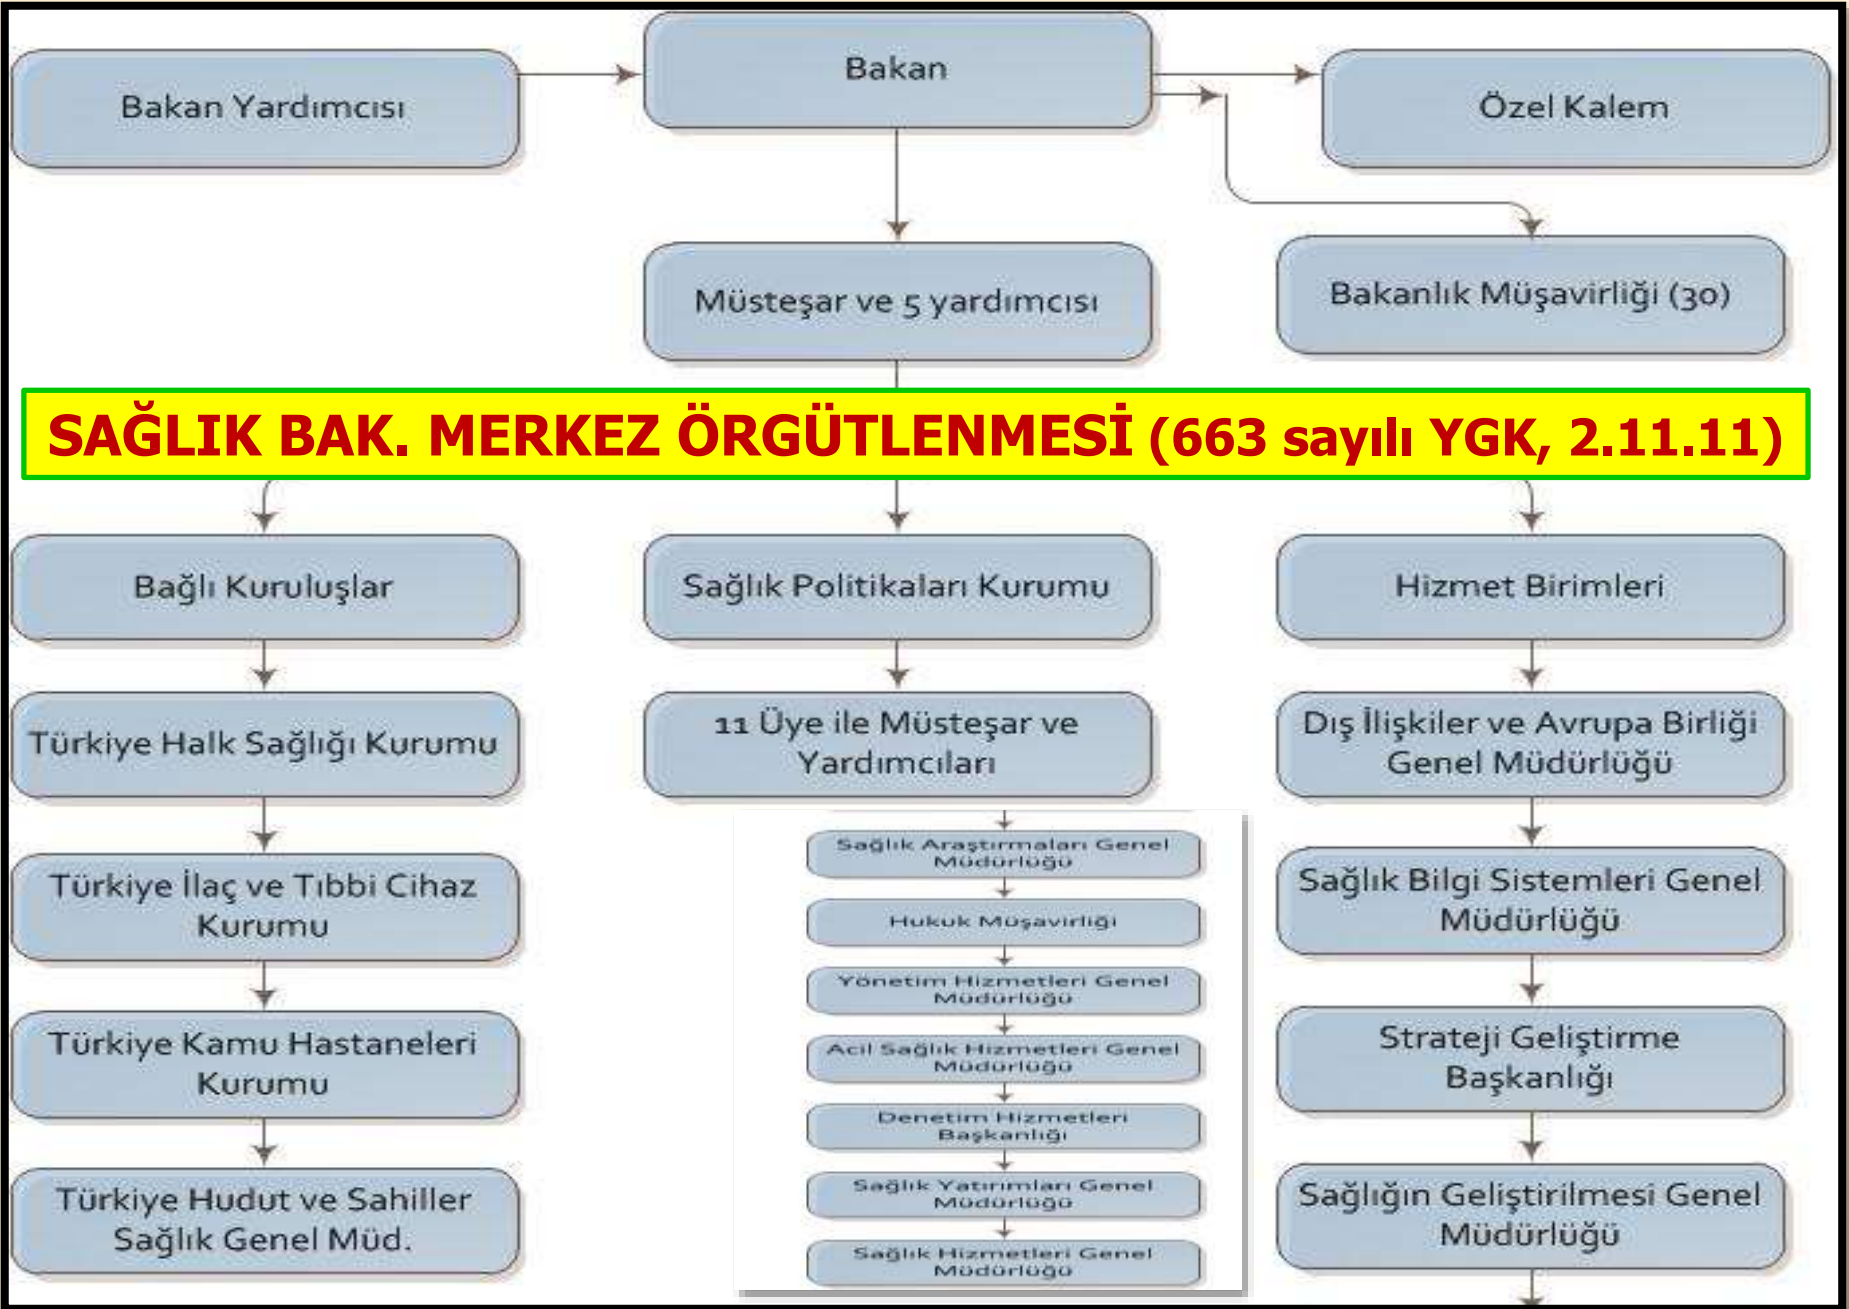 Bakan Yardımcısı
Bakan
Özel Kalem
Müsteşar ve 5 yardımcısı
Bakanlık Müşavirliği (30)
SAĞLIK BAK. MERKEZ ÖRGÜTLENMESİ (663 sayılı YGK, 2.11.11)
Bağlı Kuruluşlar
Türkiye Halk Sağlığı Kurumu
Türkiye İlaç ve Tıbbi Cihaz
Kurumu
Türkiye Kamu Hastaneleri
Kurumu
Türkiye Hudut ve Sahiller
Sağlık Genel Müd.
Sağlık Politikaları Kurumu
11 Üye ile Müsteşar ve
Yardımcıları
Sağlık Araştırmaları Genel
Müdürlüğü
Hukuk Müşavirliği
Yönetim Hizmetleri Genel
Müdürlüğü
Acil Sağlık Hizmetleri Genel
Müdürlüğü
Denetim Hizmetleri
Başkanlığı
Sağlık Yatırımları Genel
Müdürlüğü
Sağlık Hizmetleri Genel
Müdürlüğü
Hizmet Birimleri
Dış İlişkiler ve Avrupa Birliği
Genel Müdürlüğü
Sağlık Bilgi Sistemleri Genel
Müdürlüğü
Strateji Geliştirme
Başkanlığı
Sağlığın Geliştirilmesi Genel
Müdürlüğü